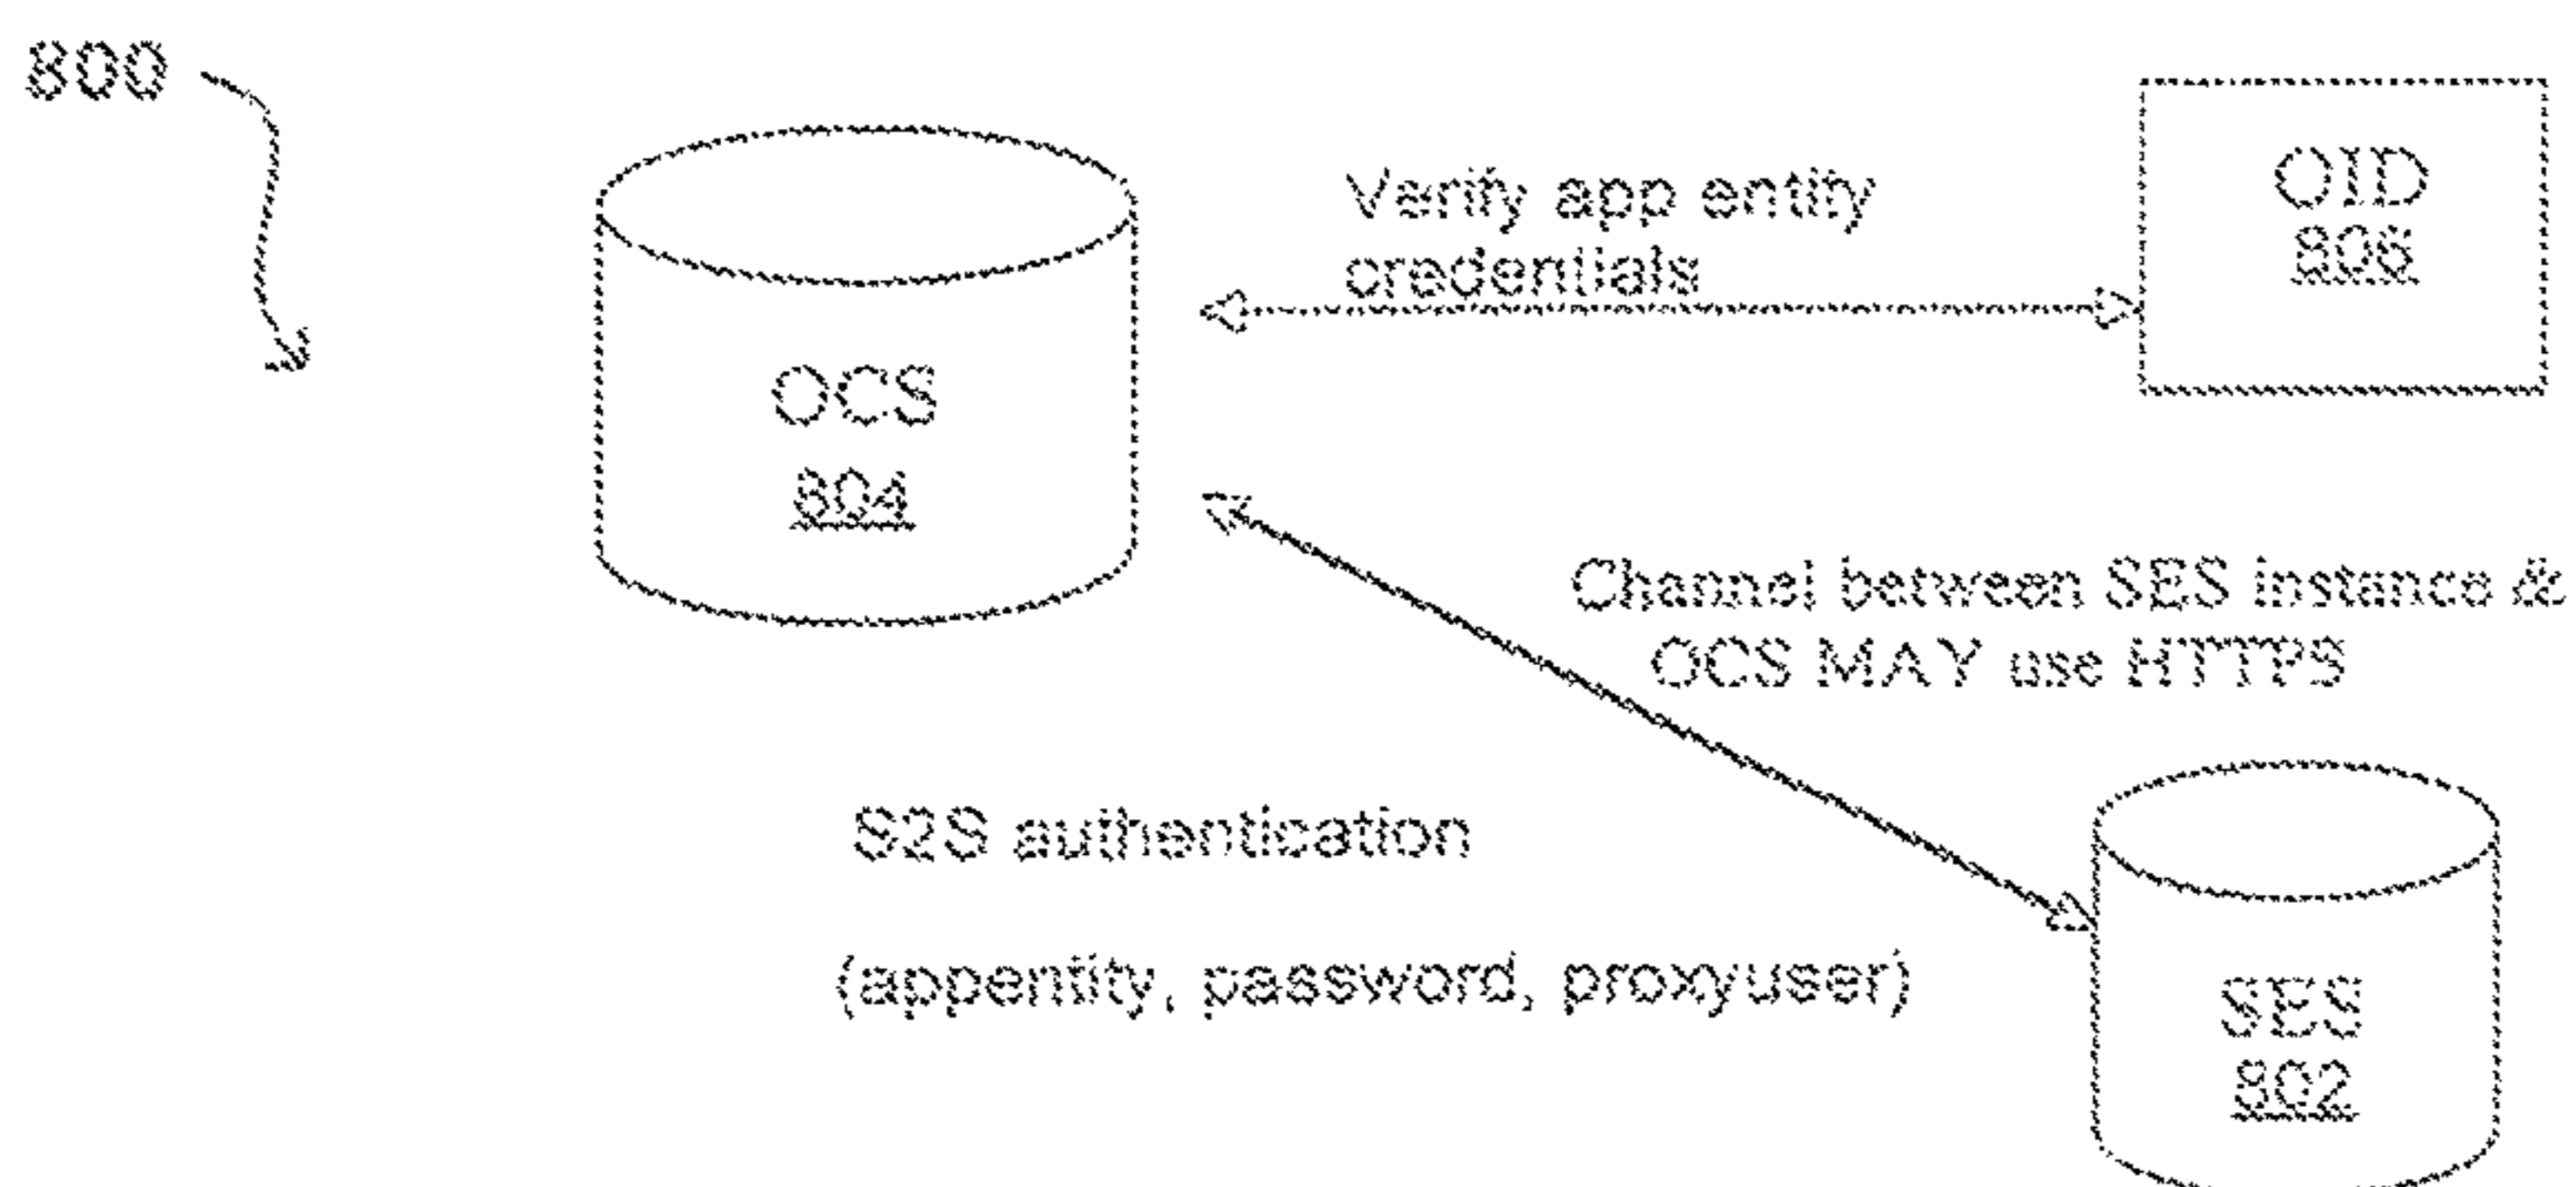 800
OID
806
Verify app entity
credentials
OCS
804
Channel between SES instance &
OCS MAY use HTTPS
S2S authentication
(appentity, password, proxyuser)
SES
802